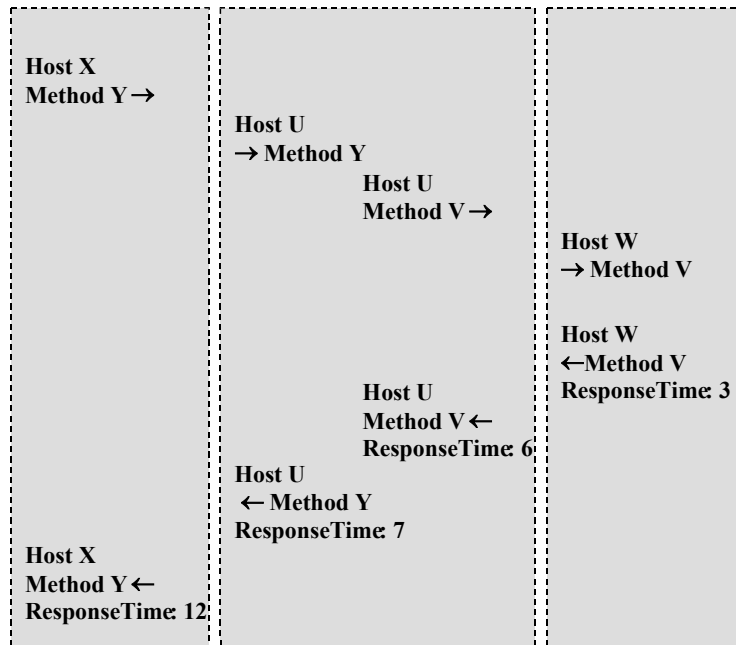 Host X
Method Y→
Host U
→ Method Y
Host U
Method V→
Host W
→ Method V
Host W
←Method V
ResponseTime: 3
Host U
Method V←
ResponseTime: 6
Host U
← Method Y
ResponseTime: 7
Host X
Method Y←
ResponseTime: 12